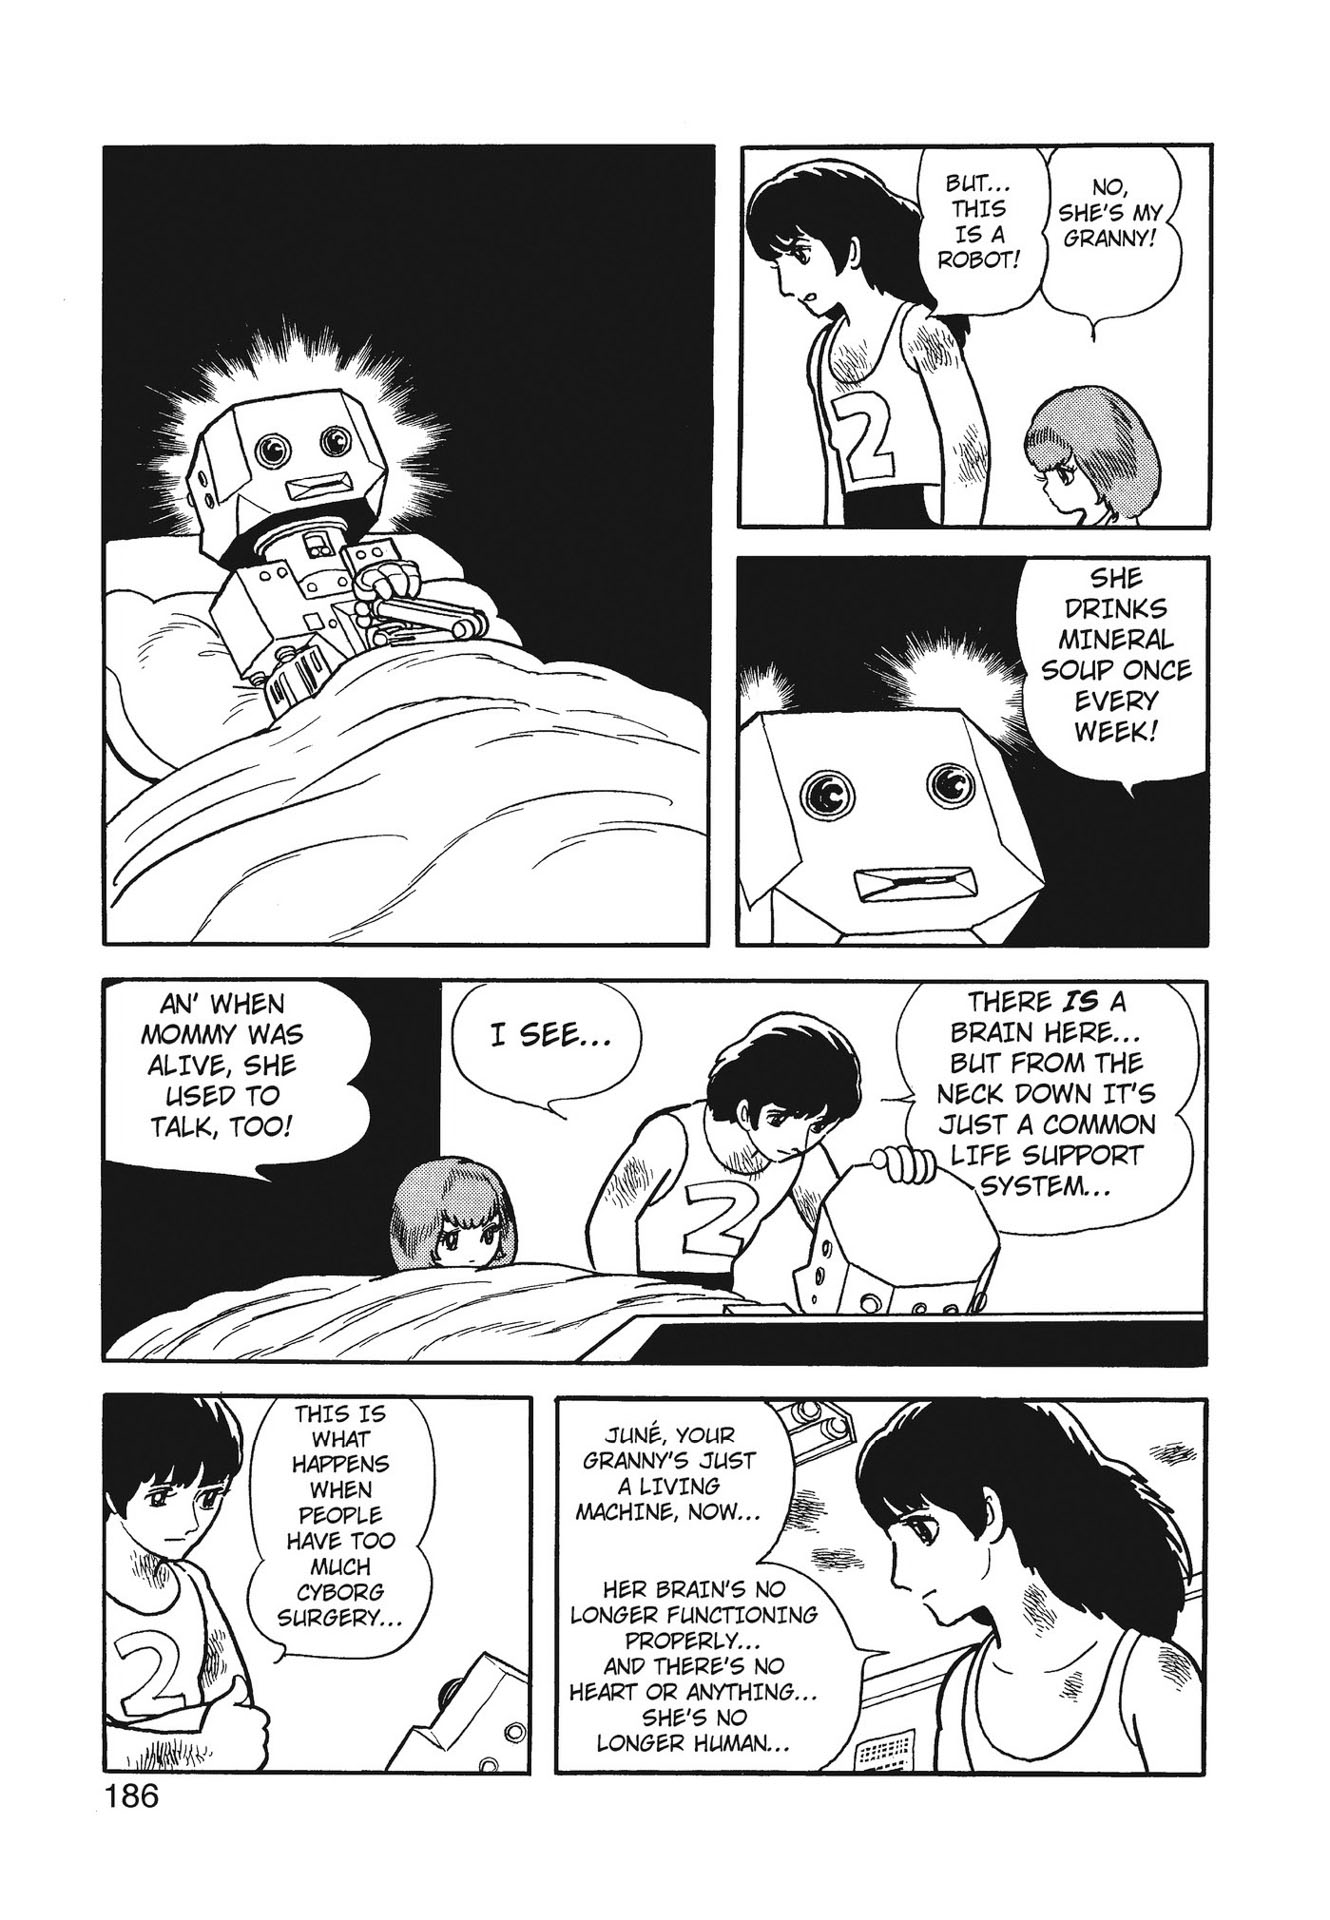 BUT...
THIS
IS A
ROBOT!
NO,
SHE'S MY
GRANNY!
2
SHE
DRINKS
MINERAL
SOUP ONCE
EVERY
WEEK!
AN' WHEN
MOMMY WAS
ALIVE, SHE
USED TO
TALK, TOO!
I SEE...
THERE IS A
BRAIN HERE...
BUT FROM THE
NECK DOWN IT'S
JUST A COMMON
LIFE SUPPORT
SYSTEM...
2
THIS IS
WHAT
HAPPENS
WHEN
PEOPLE
HAVE TOO
MUCH
CYBORG
SURGERY...
2
JUNÉ, YOUR
GRANNY'S JUST
A LIVING
MACHINE, NOW...
HER BRAIN'S NO
LONGER FUNCTIONING
PROPERLY...
AND THERE'S NO
HEART OR ANYTHING...
SHE'S NO
LONGER HUMAN...
186